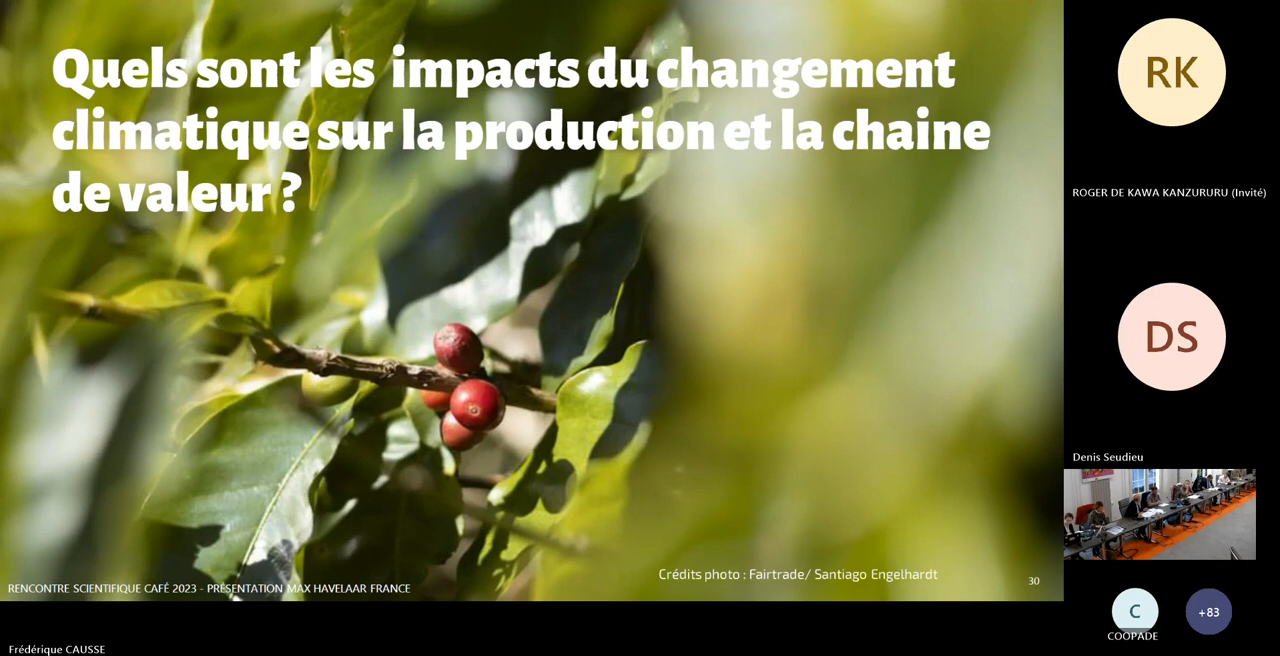 Quels sont les impacts du changement
climatique sur la production et la chaine
de valeur ?
Crédits photo : Fairtrade/ Santiago Engelhardt
30
RENCONTRE SCIENTIFIQUE CAFÉ 2023 - PRÉSENTATION MAX HAVELAAR FRANCE
Frédérique CAUSSE
RK
ROGER DE KAWA KANZURURU (Invité)
DS
Denis Seudieu
C
+83
COOPADE